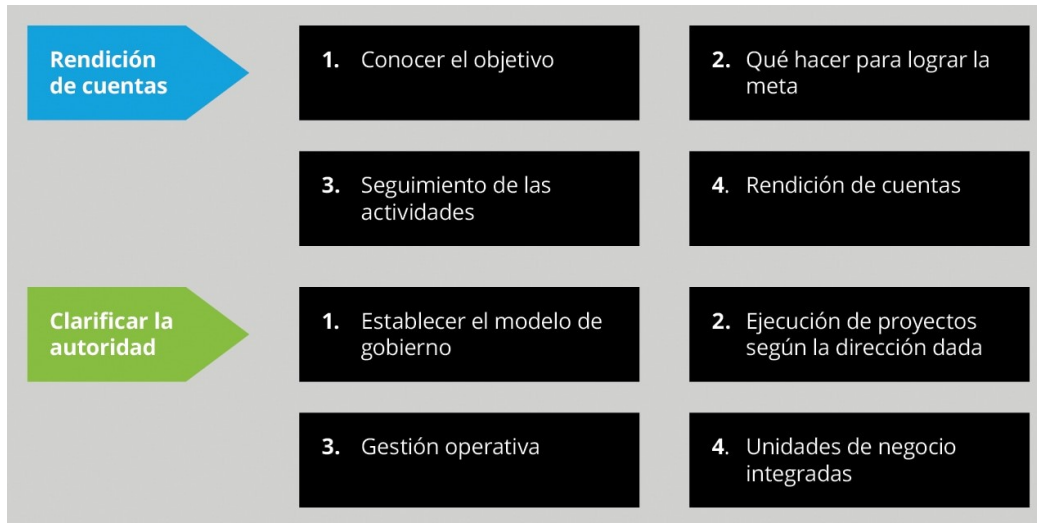 Rendición
de cuentas
1. Conocer el objetivo
2. Qué hacer para lograr la
meta
3. Seguimiento de las
actividades
4. Rendición de cuentas
Clarificar la
autoridad
1. Establecer el modelo de
gobierno
2. Ejecución de proyectos
según la dirección dada
3. Gestión operativa
4. Unidades de negocio
integradas